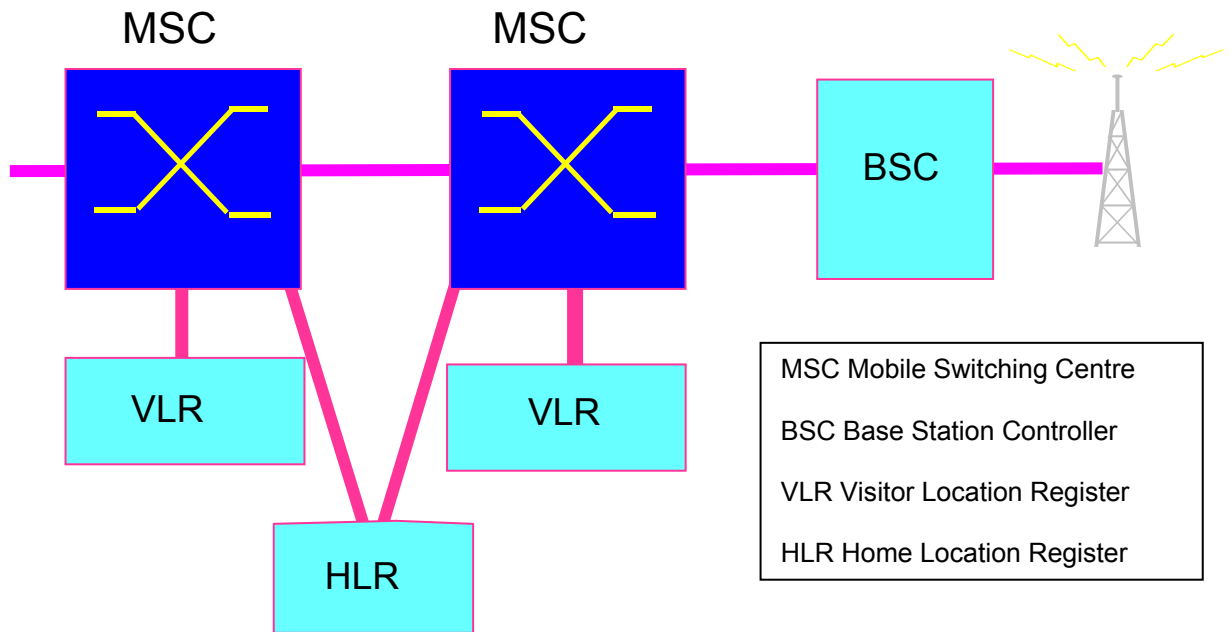 MSC
MSC
BSC
VLR
VLR
HLR
MSC Mobile Switching Centre
BSC Base Station Controller
VLR Visitor Location Register
HLR Home Location Register